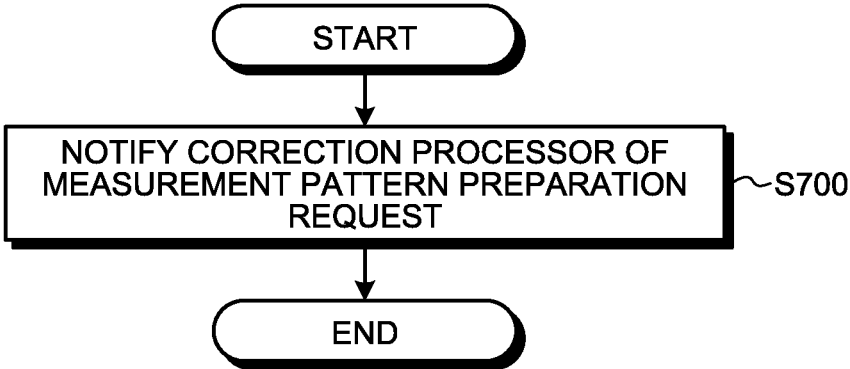 START
NOTIFY CORRECTION PROCESSOR OF
MEASUREMENT PATTERN PREPARATION
REQUEST
S700
END